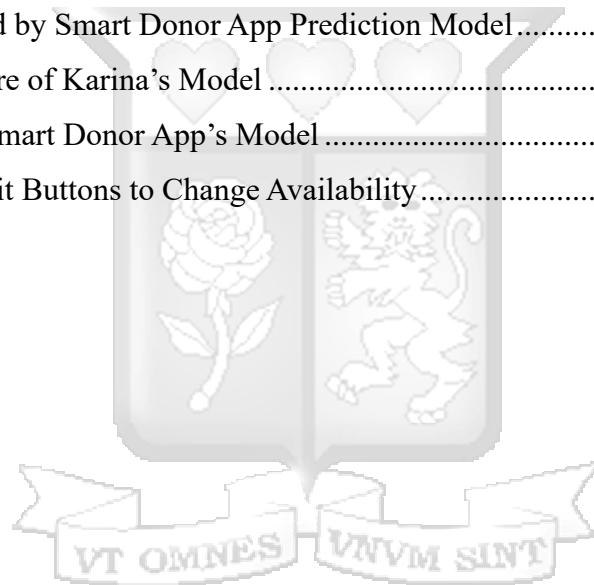 d by Smart Donor App Prediction Model..........
re of Karina's Model.......................................
mart Donor App's Model................................
it Buttons to Change Availability.....................
VT OMNES VNVM SINT